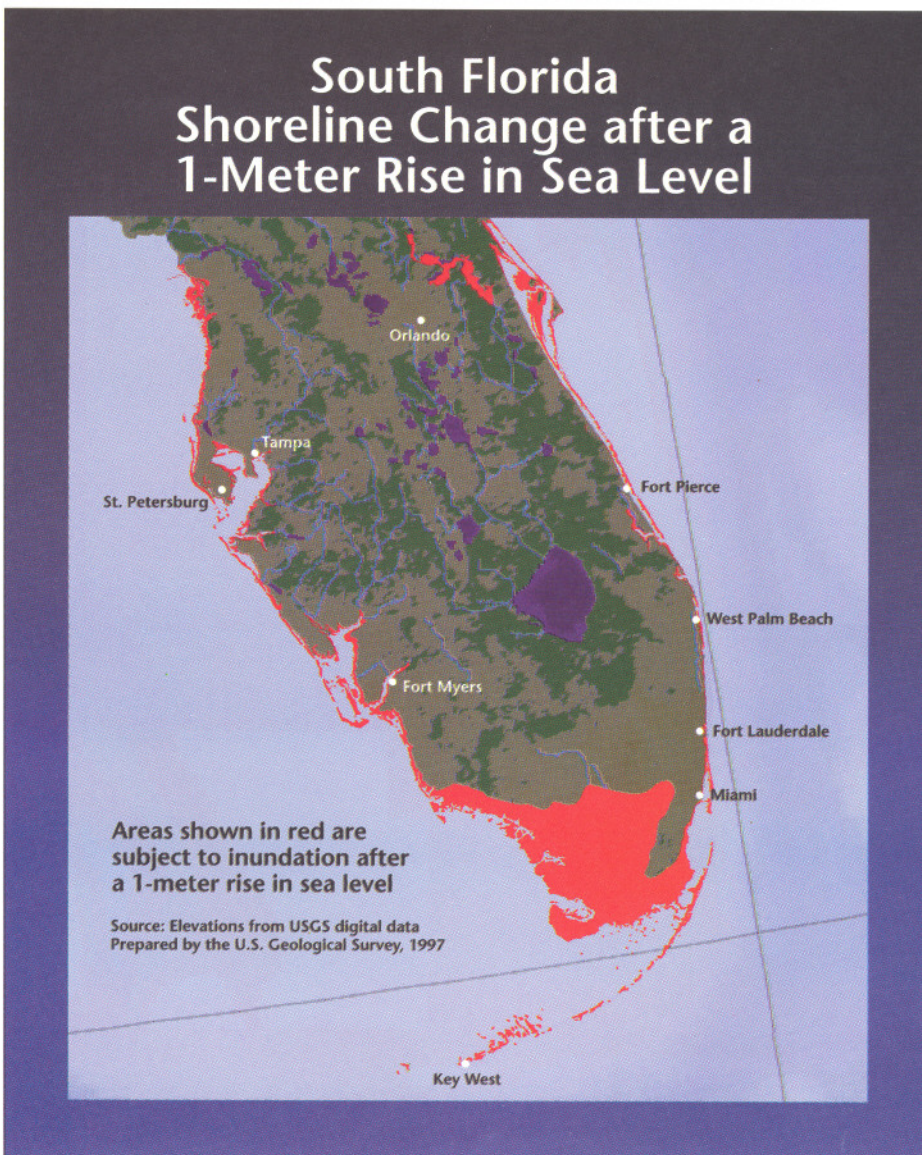 South Florida
Shoreline Change after a
1-Meter Rise in Sea Level
Orlando
Tampa
St. Petersburg
Fort Pierce
West Palm Beach
Fort Myers
Fort Lauderdale
Miami
Areas shown in red are
subject to inundation after
a 1-meter rise in sea level
Source: Elevations from USGS digital data
Prepared by the U.S. Geological Survey, 1997
Key West